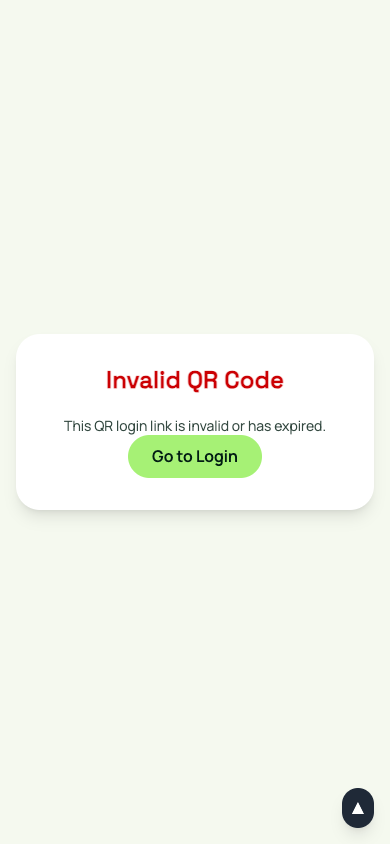 Invalid QR Code
This QR login link is invalid or has expired.
Go to Login